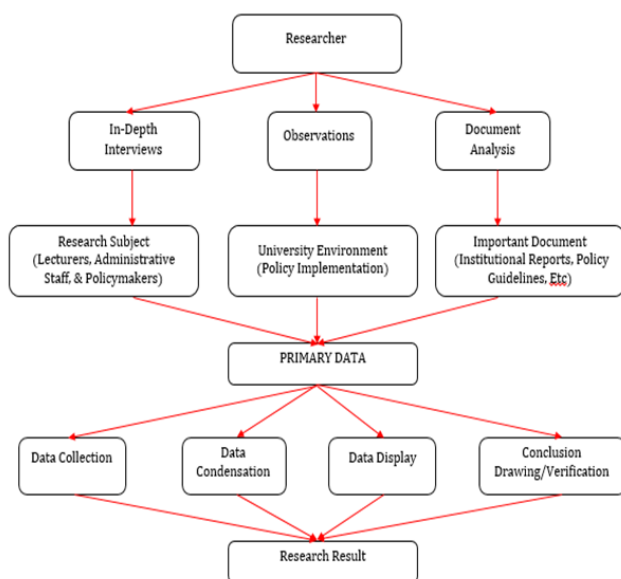 Researcher
In-Depth
Interviews
Observations
Document
Analysis
Research Subject
(Lecturers, Administrative
Staff, & Policymakers)
University Environment
(Policy Implementation)
Important Document
(Institutional Reports, Policy
Guidelines, Etc)
PRIMARY DATA
Data Collection
Data
Condensation
Data Display
Conclusion
Drawing/Verification
Research Result